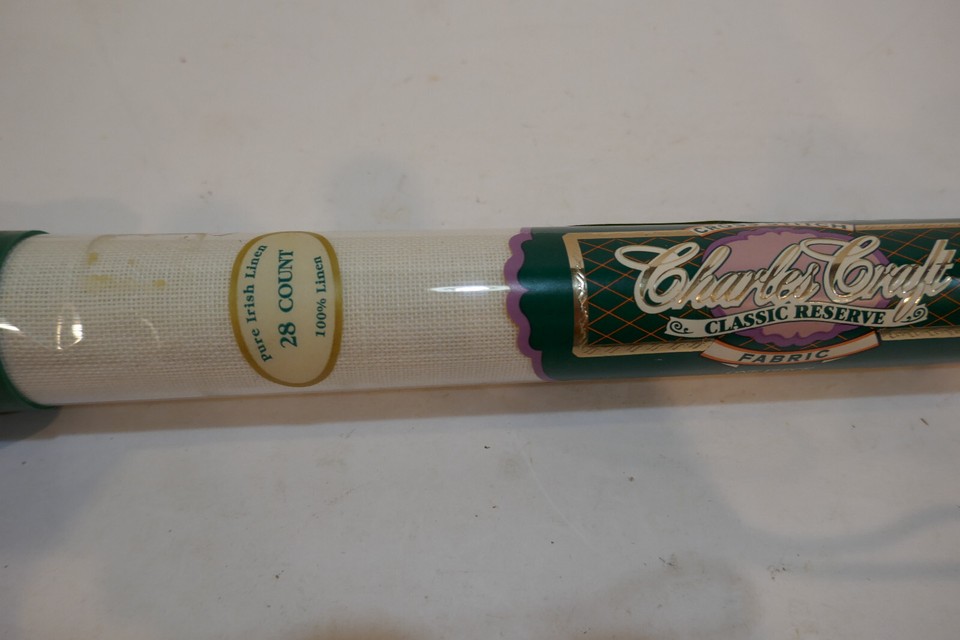 Pure Irish Linen
28 COUNT
100% Linen
Charles Craft
CLASSIC RESERVE
FABRIC